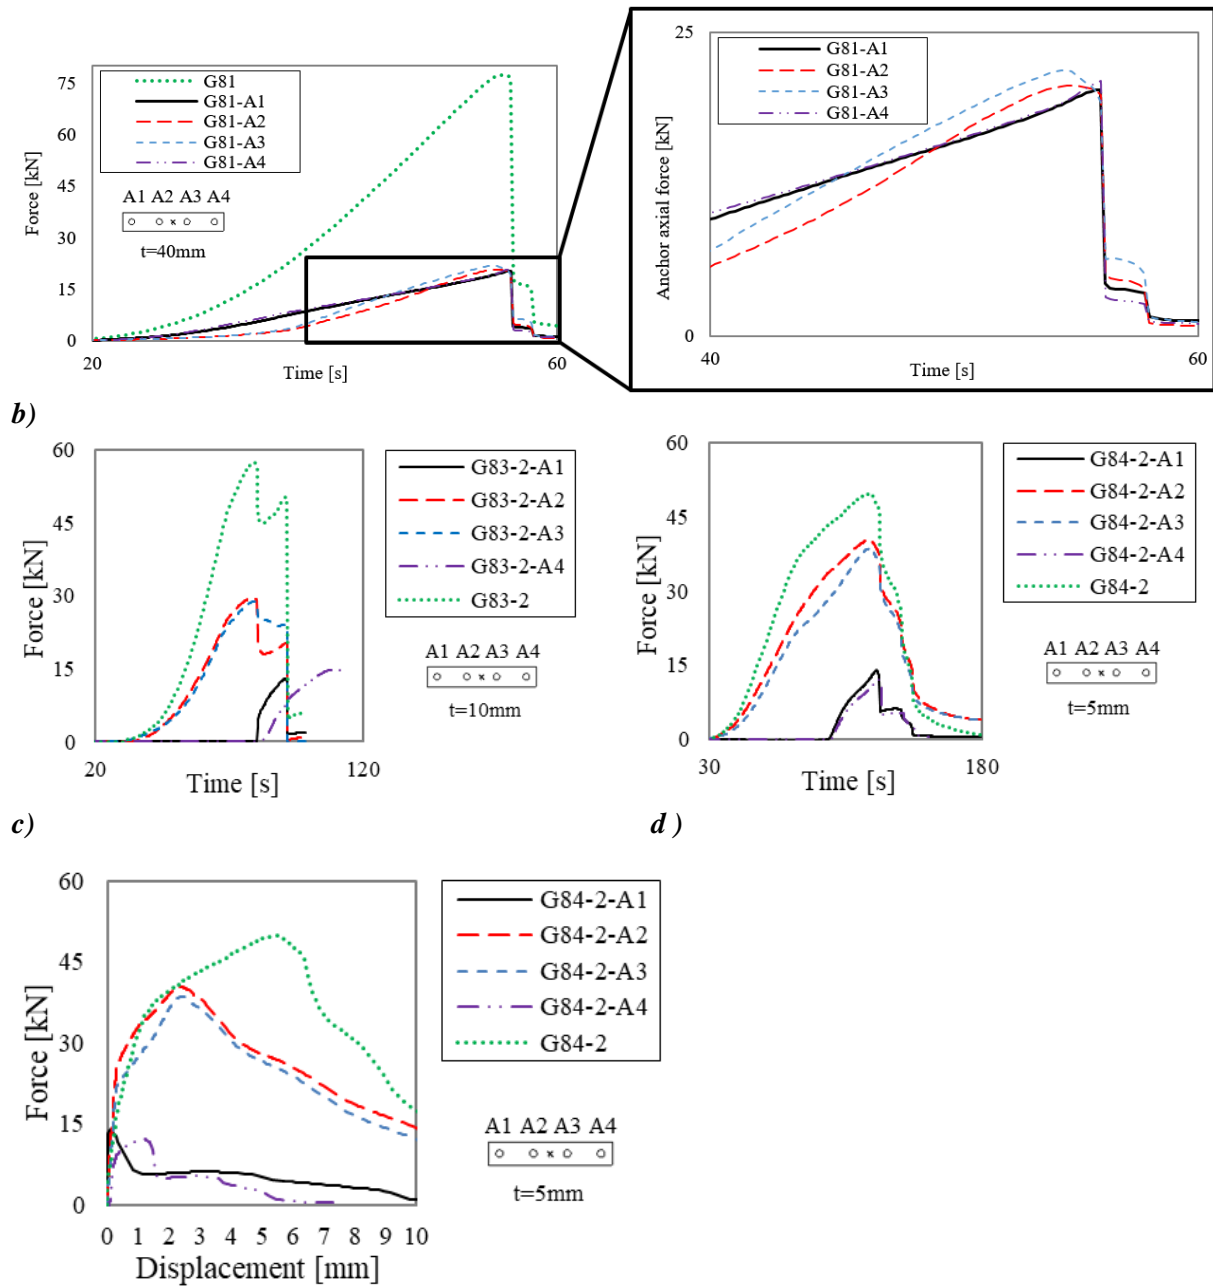 75
60
45
30
15
0
Force [kN]
G81
G81-A1
G81-A2
G81-A3
G81-A4
A1 A2 A3 A4
t=40mm
20
60
Time [s]
25
0
Anchor axial force [kN]
G81-A1
G81-A2
G81-A3
G81-A4
40
60
Time [s]
b)
60
45
30
15
0
Force [kN]
20
120
Time [s]
G83-2-A1
G83-2-A2
G83-2-A3
G83-2-A4
G83-2
A1 A2 A3 A4
t=10mm
60
45
30
15
0
Force [kN]
30
180
Time [s]
G84-2-A1
G84-2-A2
G84-2-A3
G84-2-A4
G84-2
A1 A2 A3 A4
t=5mm
c)
d )
60
45
30
15
0
Force [kN]
0 1 2 3 4 5 6 7 8 9 10
Displacement [mm]
G84-2-A1
G84-2-A2
G84-2-A3
G84-2-A4
G84-2
A1 A2 A3 A4
t=5mm